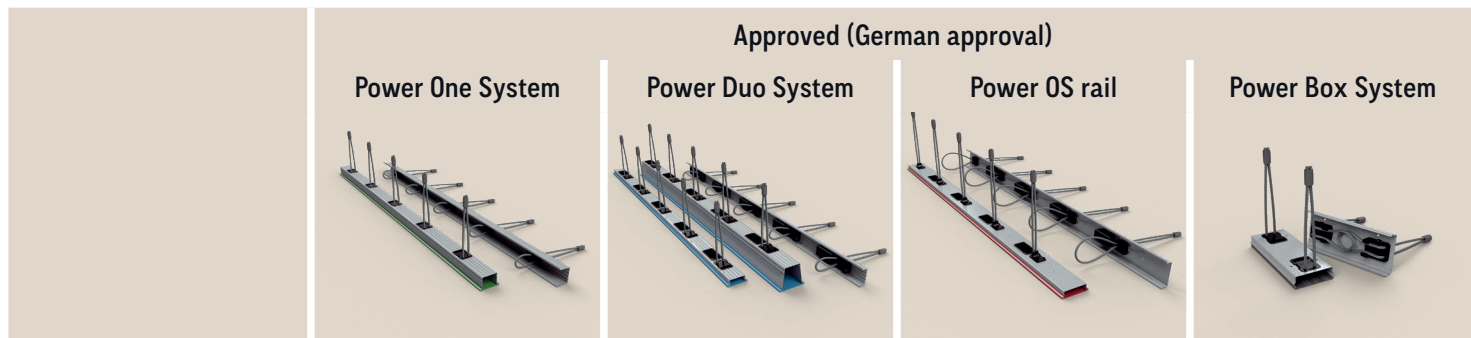 Approved (German approval)
Power One System
Power Duo System
Power OS rail
Power Box System